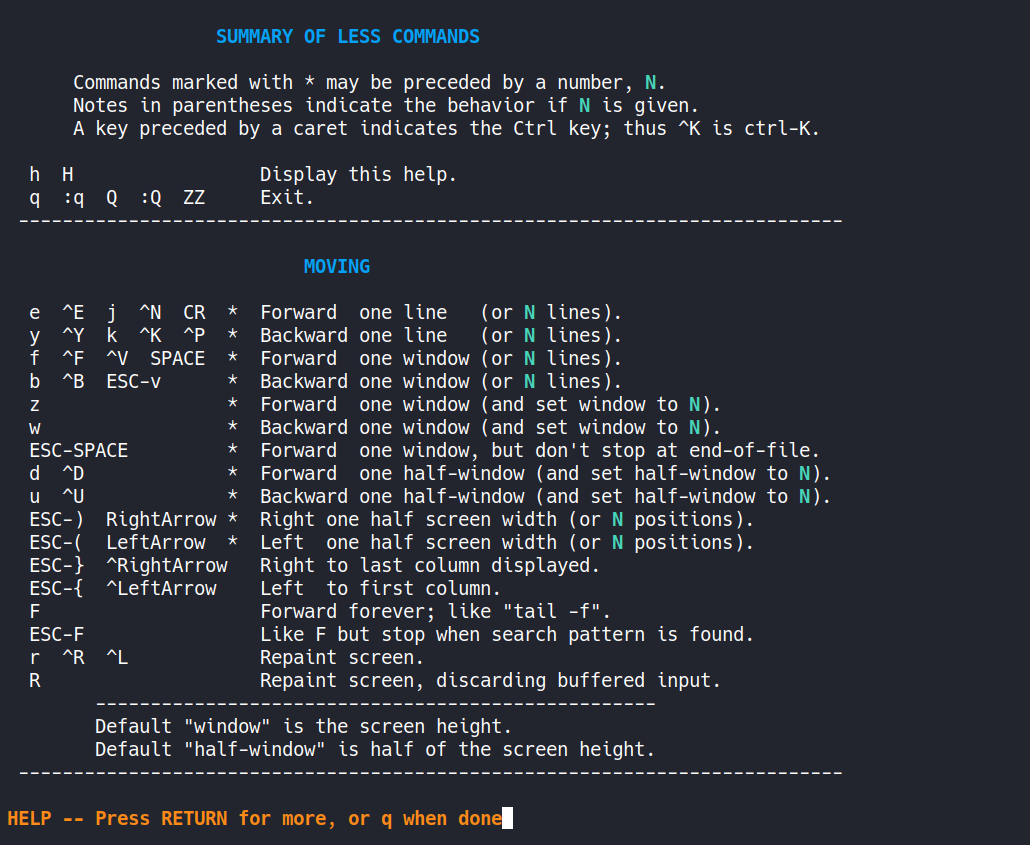 SUMMARY OF LESS COMMANDS
Commands marked with * may be preceded by a number, N.
Notes in parentheses indicate the behavior if N is given.
A key preceded by a caret indicates the Ctrl key; thus ^K is ctrl-K.
h  H                 Display this help.
q  :q  Q  :Q  ZZ     Exit.
---------------------------------------------------------------------------
MOVING
e  ^E  j  ^N  CR  *  Forward  one line   (or N lines).
y  ^Y  k  ^K  ^P  *  Backward one line   (or N lines).
f  ^F  ^V  SPACE  *  Forward  one window (or N lines).
b  ^B  ESC-v      *  Backward one window (or N lines).
z                 *  Forward  one window (and set window to N).
w                 *  Backward one window (and set window to N).
ESC-SPACE         *  Forward  one window, but don't stop at end-of-file.
d  ^D             *  Forward  one half-window (and set half-window to N).
u  ^U             *  Backward one half-window (and set half-window to N).
ESC-)  RightArrow *  Right one half screen width (or N positions).
ESC-(  LeftArrow  *  Left  one half screen width (or N positions).
ESC-}  ^RightArrow   Right to last column displayed.
ESC-{  ^LeftArrow    Left  to first column.
F                    Forward forever; like "tail -f".
ESC-F                Like F but stop when search pattern is found.
r  ^R  ^L            Repaint screen.
R                    Repaint screen, discarding buffered input.
---------------------------------------------------
Default "window" is the screen height.
Default "half-window" is half of the screen height.
---------------------------------------------------------------------------
HELP -- Press RETURN for more, or q when done